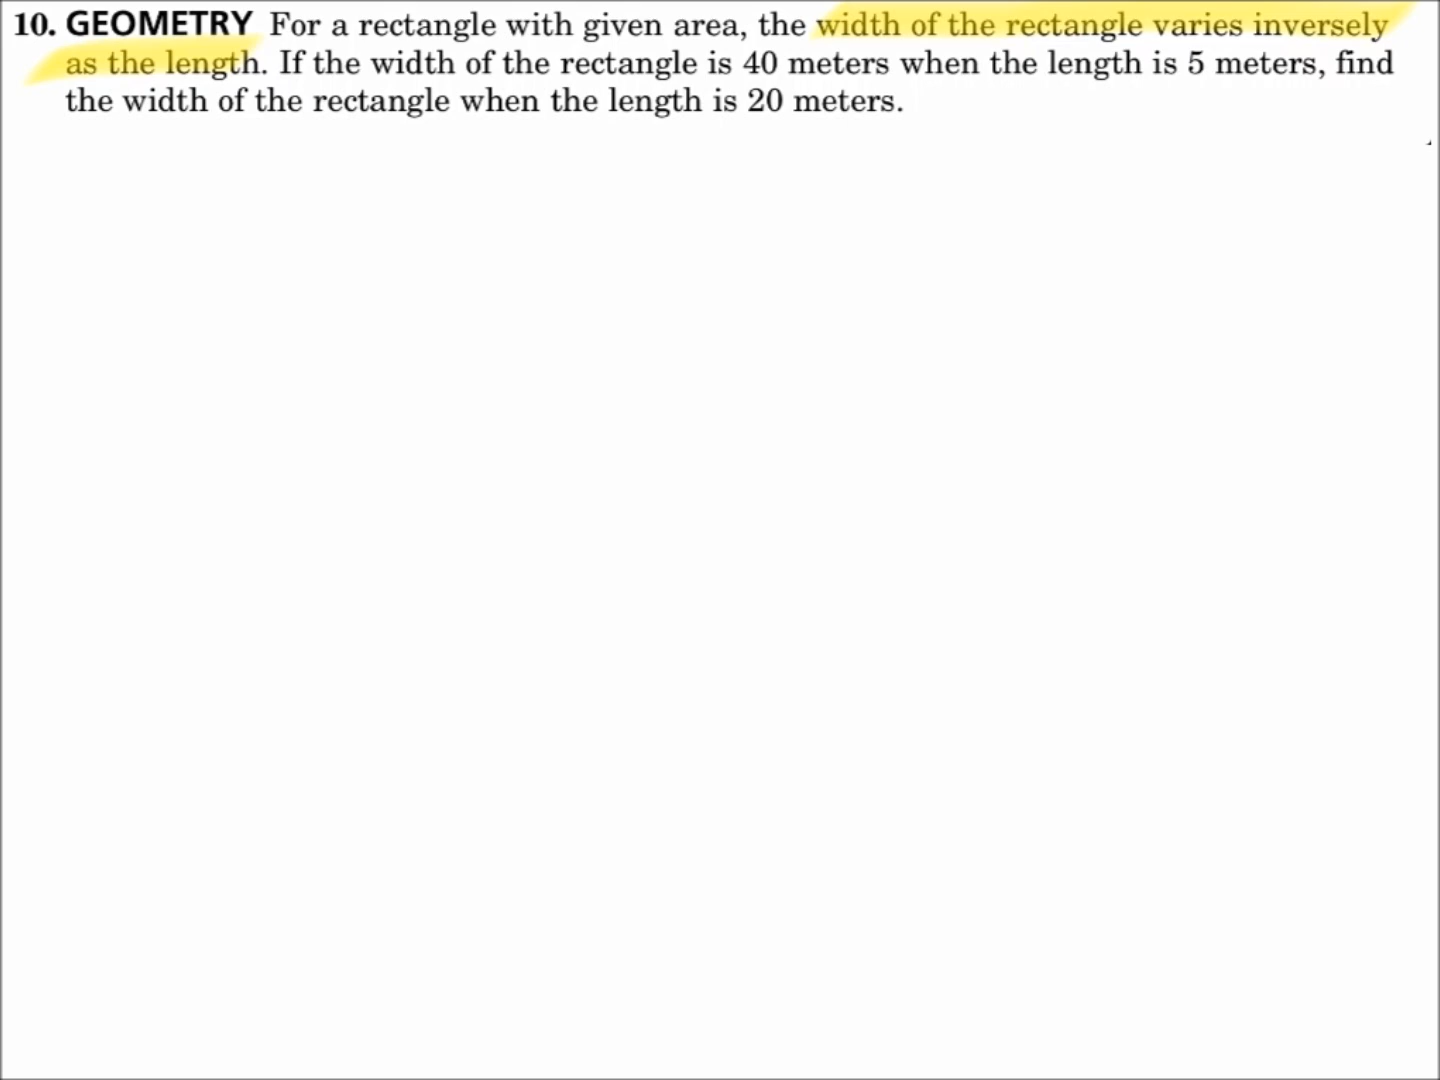 10. GEOMETRY For a rectangle with given area, the width of the rectangle varies inversely
as the length. If the width of the rectangle is 40 meters when the length is 5 meters, find
the width of the rectangle when the length is 20 meters.